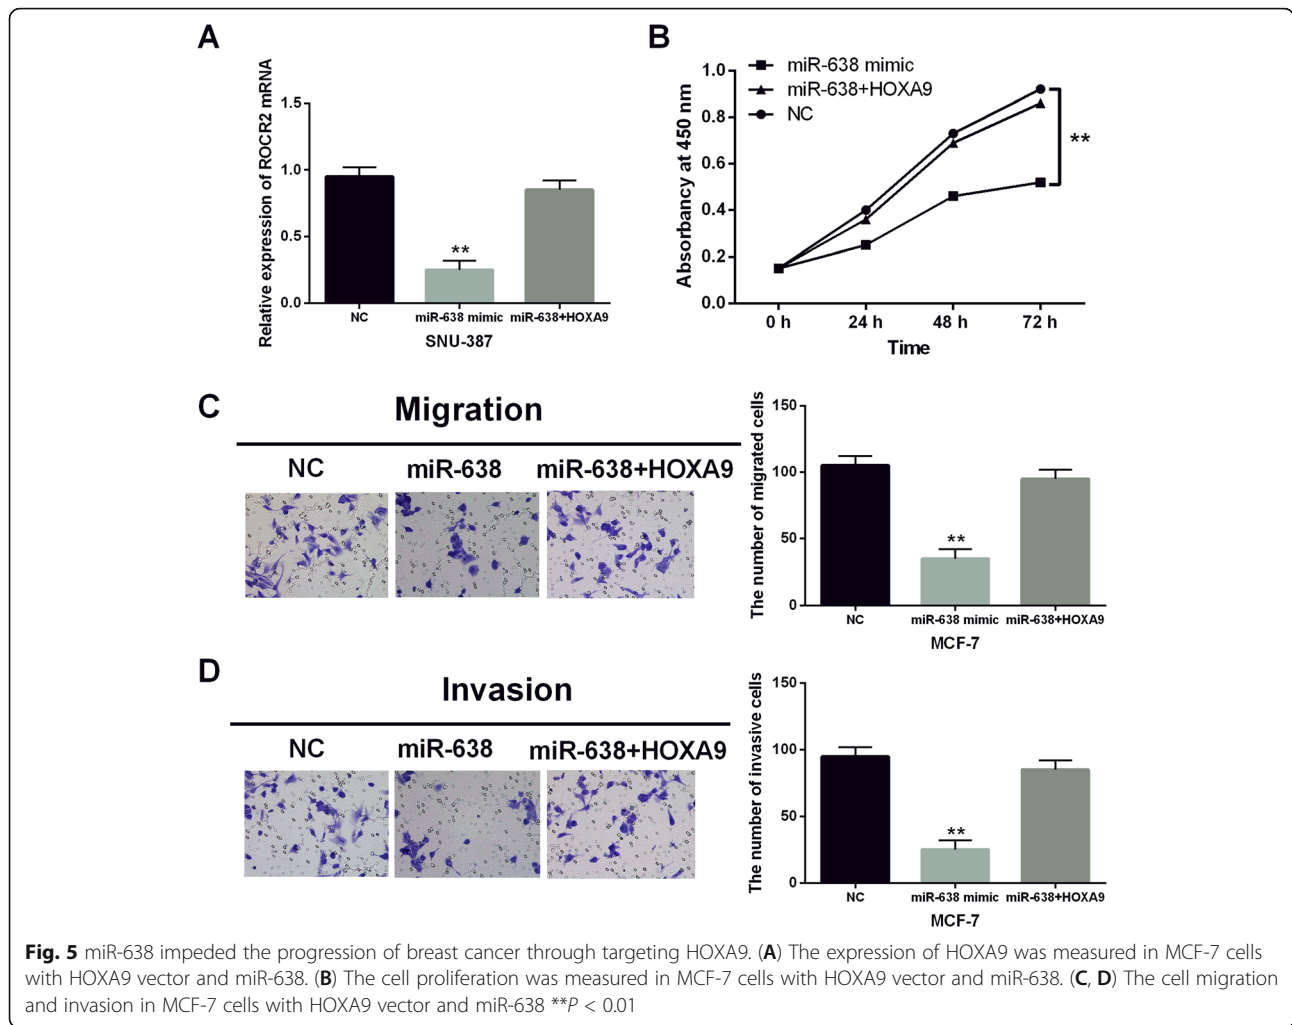 A
Relative expression of ROCR2 mRNA
1.5
1.0
0.5
0.0
**
NC
miR-638 mimic
miR-638+HOXA9
SNU-387
B
miR-638 mimic
miR-638+HOXA9
NC
Absorbancy at 450 nm
1.0
0.8
0.6
0.4
0.2
0.0
**
0 h
24 h
48 h
72 h
Time
C
Migration
NC
miR-638
miR-638+HOXA9
The number of migrated cells
150
100
50
0
**
NC
miR-638 mimic
miR-638+HOXA9
MCF-7
D
Invasion
NC
miR-638
miR-638+HOXA9
The number of invasive cells
150
100
50
0
**
NC
miR-638 mimic
miR-638+HOXA9
MCF-7
Fig. 5 miR-638 impeded the progression of breast cancer through targeting HOXA9. (A) The expression of HOXA9 was measured in MCF-7 cells
with HOXA9 vector and miR-638. (B) The cell proliferation was measured in MCF-7 cells with HOXA9 vector and miR-638. (C, D) The cell migration
and invasion in MCF-7 cells with HOXA9 vector and miR-638 **P < 0.01